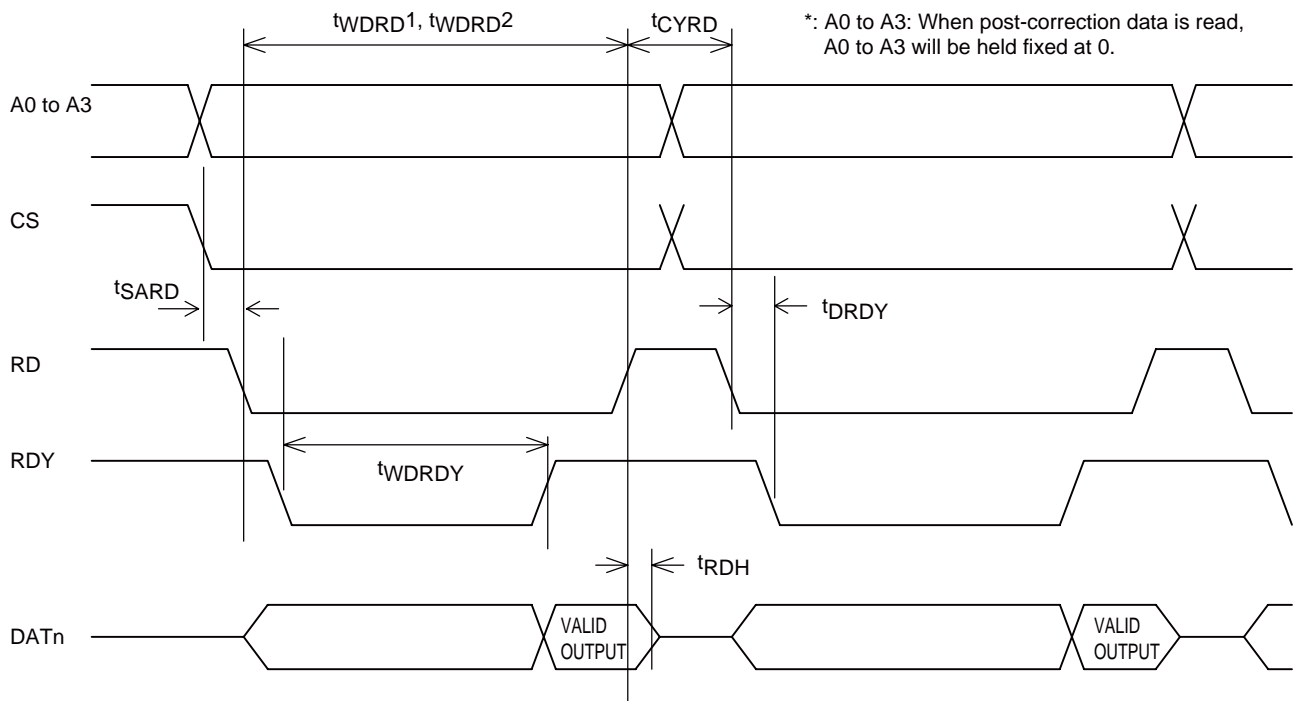 tWDRD1, tWDRD2
tCYRD
*: A0 to A3: When post-correction data is read,
A0 to A3 will be held fixed at 0.
A0 to A3
CS
tSARD
tDRDY
RD
RDY
tWDRDY
tRDH
DATn
VALID
OUTPUT
VALID
OUTPUT